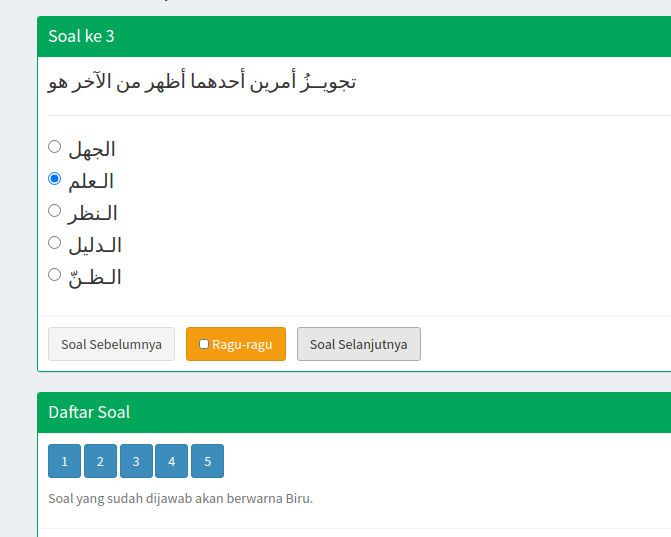 Soal ke 3
تجويــزُ أمرين أحدهما أظهر من الآخر هو
الجهل
الـعلم
الـنظر
الـدليل
الـظـنّ
Soal Sebelumnya Ragu-ragu Soal Selanjutnya
Daftar Soal
1 2 3 4 5
Soal yang sudah dijawab akan berwarna Biru.